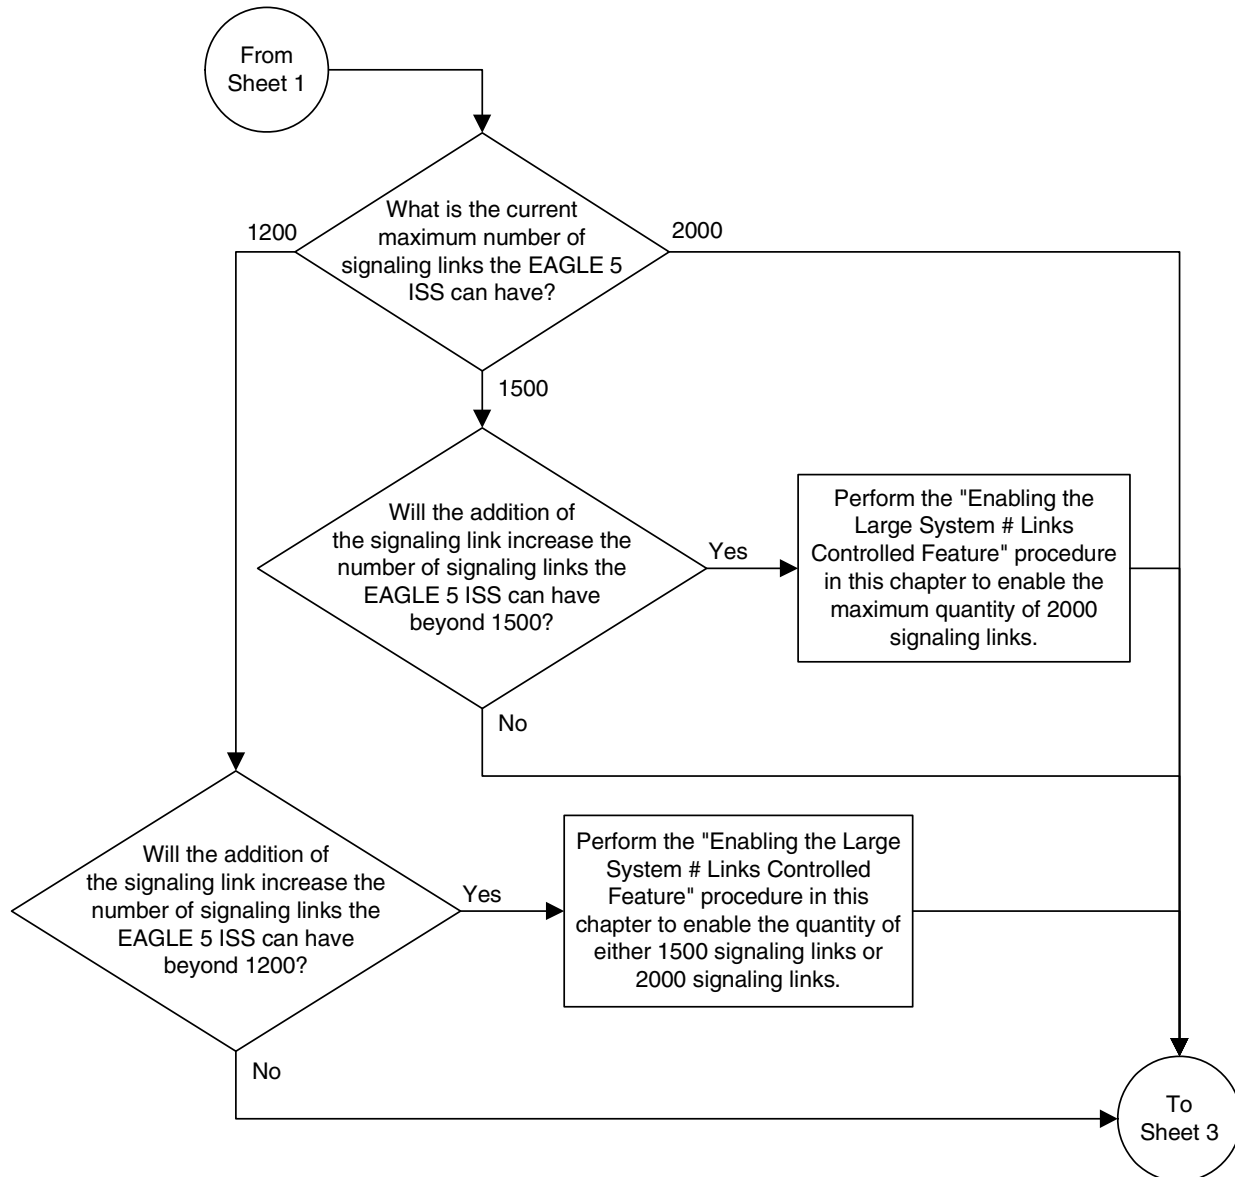 From
Sheet 1
What is the current
maximum number of
signaling links the EAGLE 5
ISS can have?
1200
2000
1500
Will the addition of
the signaling link increase the
number of signaling links the
EAGLE 5 ISS can have
beyond 1500?
Yes
Perform the "Enabling the
Large System # Links
Controlled Feature" procedure
in this chapter to enable the
maximum quantity of 2000
signaling links.
No
Will the addition of
the signaling link increase the
number of signaling links the
EAGLE 5 ISS can have
beyond 1200?
Yes
Perform the "Enabling the Large
System # Links Controlled
Feature" procedure in this
chapter to enable the quantity of
either 1500 signaling links or
2000 signaling links.
No
To
Sheet 3